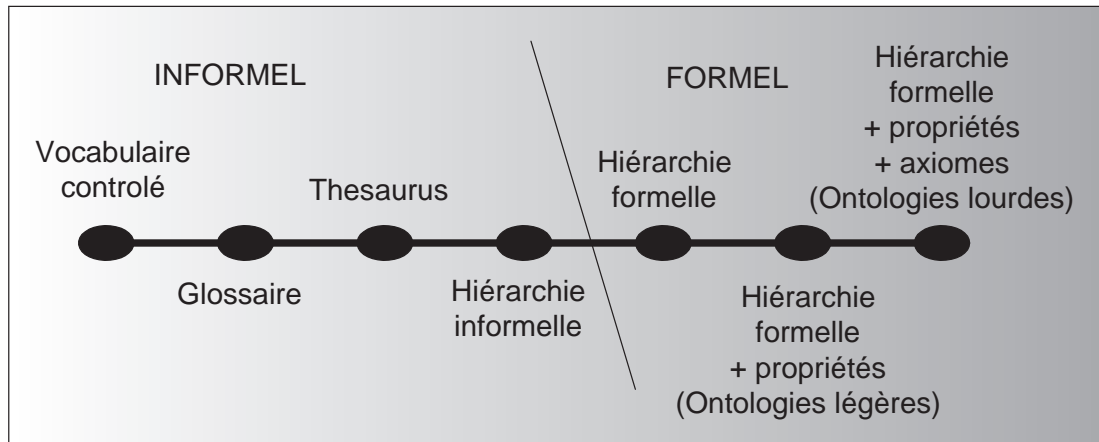 INFORMEL
FORMEL
Vocabulaire
controlé
Glossaire
Thesaurus
Hiérarchie
informelle
Hiérarchie
formelle
Hiérarchie
formelle
+ propriétés
(Ontologies légères)
Hiérarchie
formelle
+ propriétés
+ axiomes
(Ontologies lourdes)